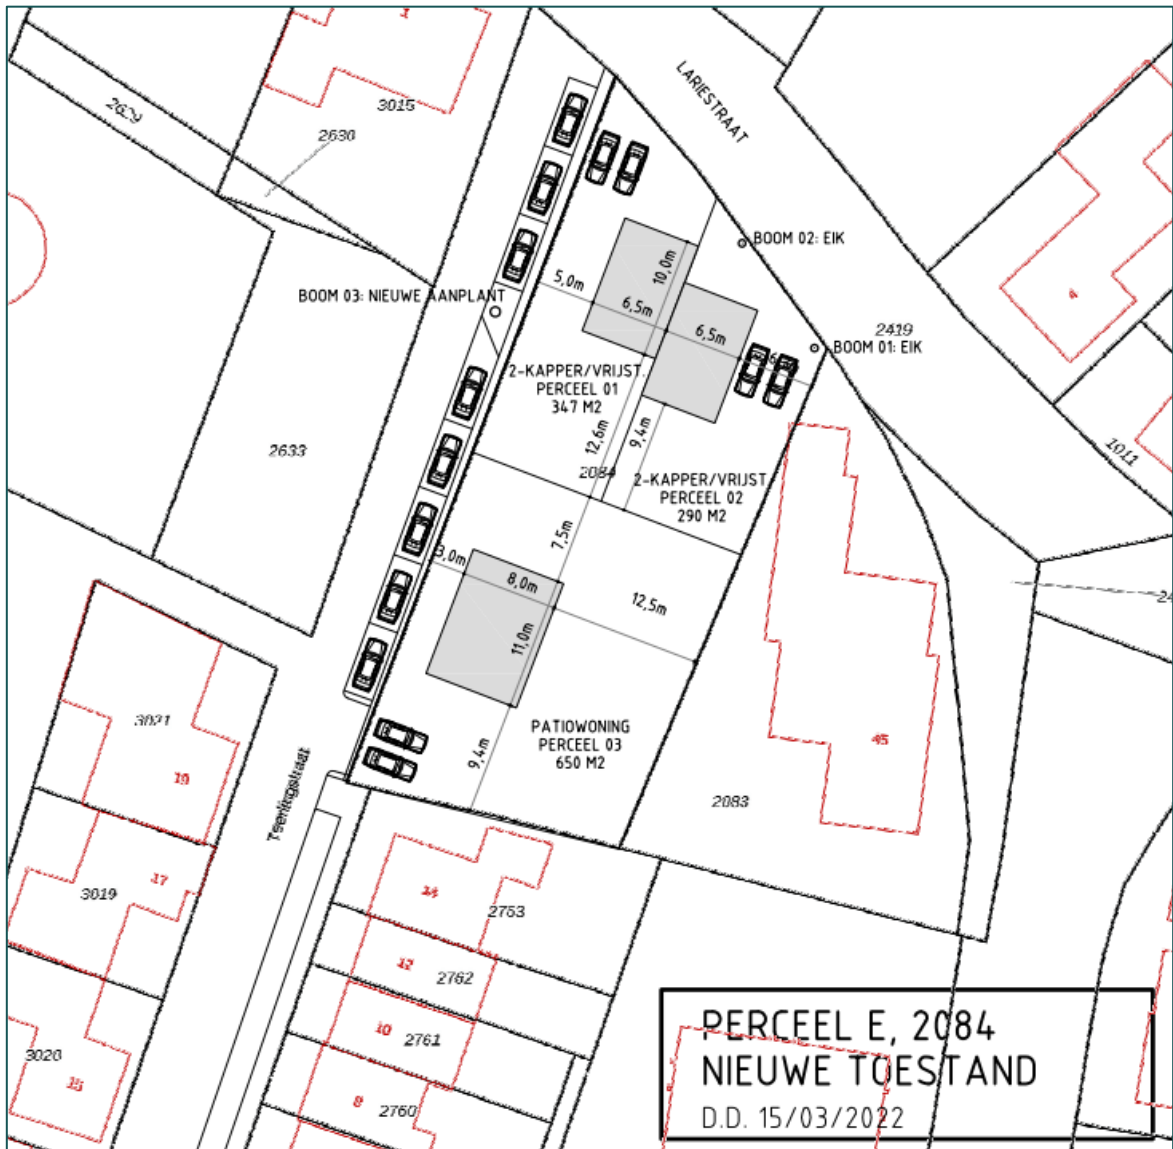 1
3015
2629
2630
LARIESTRAAT
BOOM 02: EIK
10,0m
5,0m
BOOM 03: NIEUWE AANPLANT
6,5m
6,5m
4
2419
BOOM 01: EIK
2-KAPPER/VRIJST.
PERCEEL 01
347 M2
12,6m
9,4m
2633
1011
2084
2-KAPPER/VRIJST
PERCEEL 02
290 M2
7,5m
3,0m
8,0m
12,5m
11,0m
3021
19
PATIOWONING
PERCEEL 03
650 M2
9,4m
45
2083
Tsenlingstraat
17
3019
14
2763
12
2762
10
2761
3020
15
8
2760
PERCEEL E, 2084
NIEUWE TOESTAND
D.D. 15/03/2022